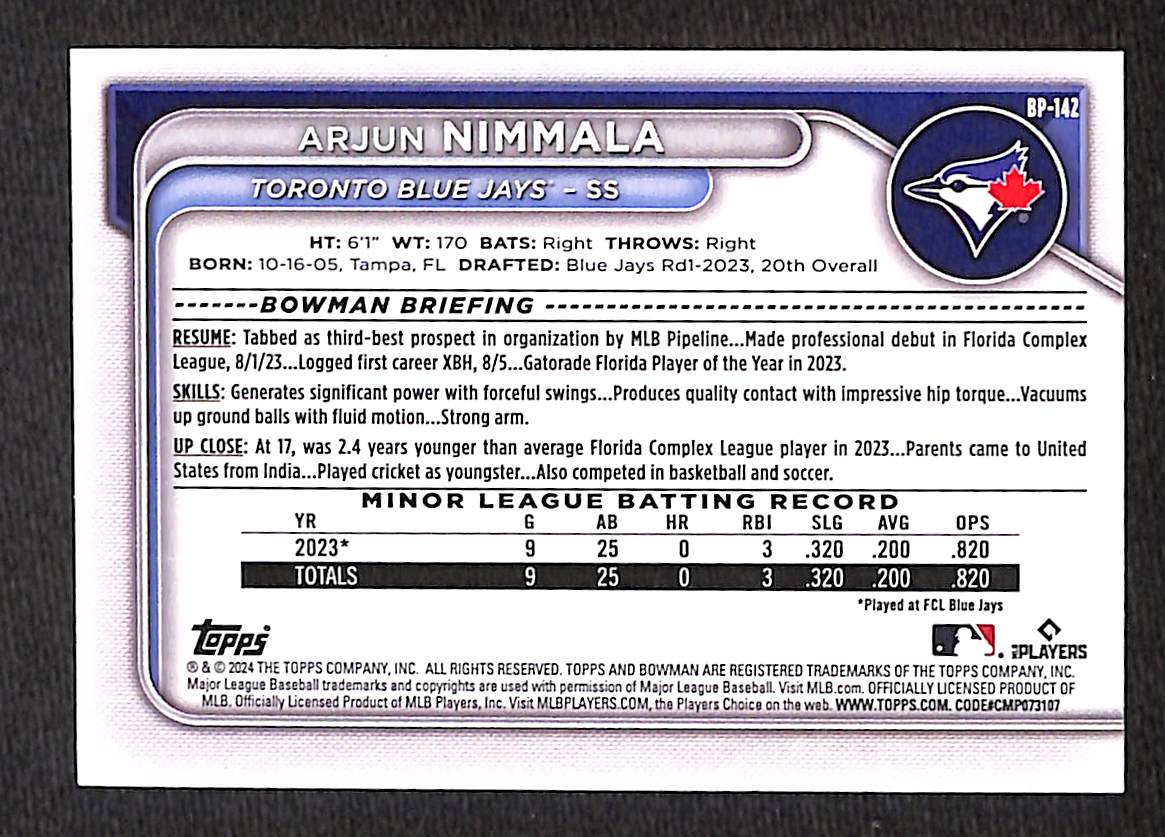 BP-142
ARJUN NIMMALA
TORONTO BLUE JAYS - SS
HT: 6'1" WT: 170 BATS: Right THROWS: Right
BORN: 10-16-05, Tampa, FL DRAFTED: Blue Jays Rd1-2023, 20th Overall
-------BOWMAN BRIEFING ----------------------------------------
RESUME: Tabbed as third-best prospect in organization by MLB Pipeline...Made professional debut in Florida Complex
League, 8/1/23...Logged first career XBH, 8/5...Gatorade Florida Player of the Year in 2023.
SKILLS: Generates significant power with forceful swings...Produces quality contact with impressive hip torque...Vacuums
up ground balls with fluid motion...Strong arm.
UP CLOSE: At 17, was 2.4 years younger than average Florida Complex League player in 2023...Parents came to United
States from India...Played cricket as youngster...Also competed in basketball and soccer.
MINOR LEAGUE BATTING RECORD
YR G AB HR RBI SLG AVG OPS
2023* 9 25 0 3 .320 .200 .820
TOTALS 9 25 0 3 .320 .200 .820
*Played at FCL Blue Jays
Topps
PLAYERS
® & © 2024 THE TOPPS COMPANY, INC. ALL RIGHTS RESERVED. TOPPS AND BOWMAN ARE REGISTERED TRADEMARKS OF THE TOPPS COMPANY, INC.
Major League Baseball trademarks and copyrights are used with permission of Major League Baseball. Visit MLB.com. OFFICIALLY LICENSED PRODUCT OF
MLB. Officially Licensed Product of MLB Players, Inc. Visit MLBPLAYERS.COM, the Players Choice on the web. WWW.TOPPS.COM. CODE#CMP073107